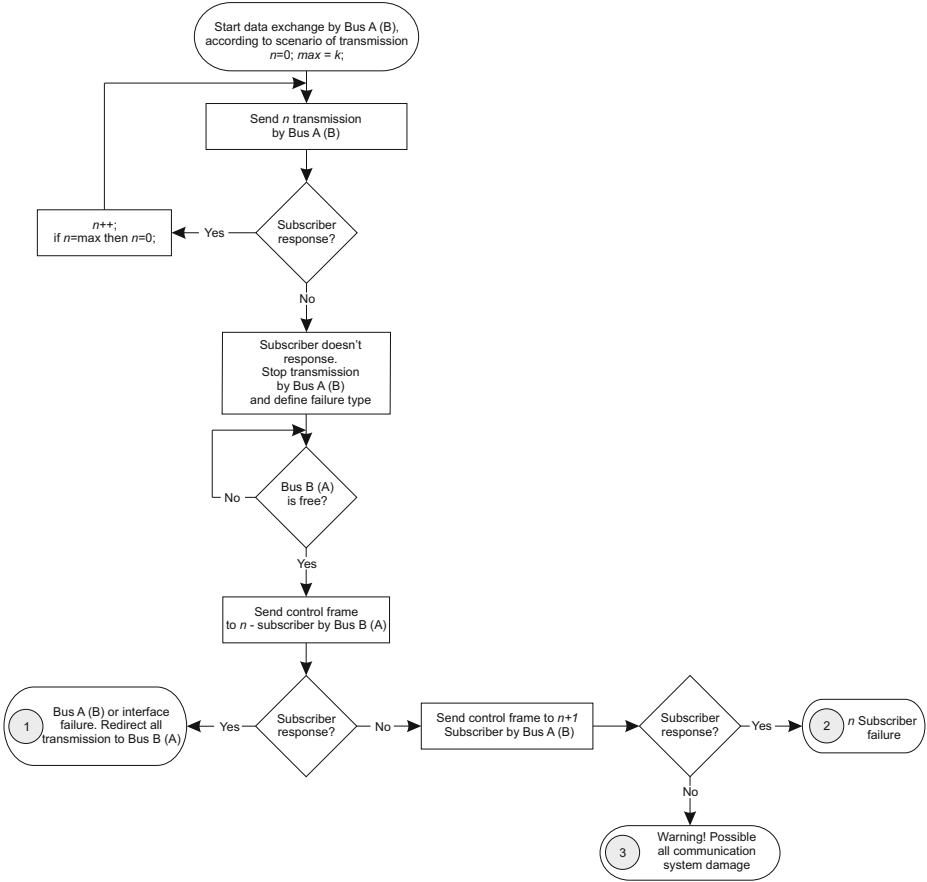 Start data exchange by Bus A (B),
according to scenario of transmission
n=0; max = k;
Send n transmission
by Bus A (B)
Subscriber
response?
Yes
n++;
if n=max then n=0;
No
Subscriber doesn't
response.
Stop transmission
by Bus A (B)
and define failure type
Bus B (A)
is free?
No
Yes
Send control frame
to n - subscriber by Bus B (A)
Subscriber
response?
Yes
1
Bus A (B) or interface
failure. Redirect all
transmission to Bus B (A)
No
Send control frame to n+1
Subscriber by Bus A (B)
Subscriber
response?
Yes
2
n Subscriber
failure
No
3
Warning! Possible
all communication
system damage